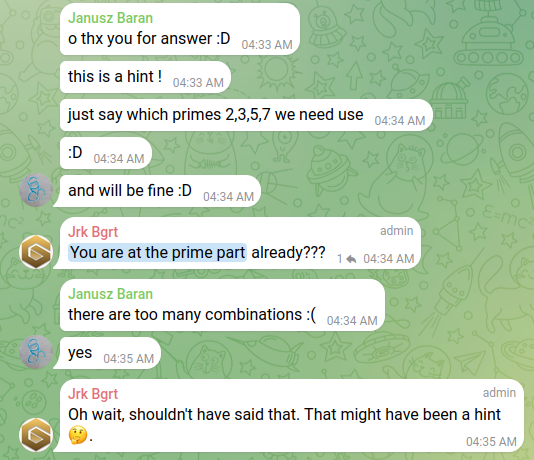 Janusz Baran
o thx you for answer :D 04:33 AM
this is a hint ! 04:33 AM
just say which primes 2,3,5,7 we need use 04:34 AM
:D 04:34 AM
and will be fine :D 04:34 AM
Jrk Bgrt admin
You are at the prime part already??? 1 04:34 AM
Janusz Baran
there are too many combinations :( 04:34 AM
yes 04:35 AM
Jrk Bgrt admin
Oh wait, shouldn't have said that. That might have been a hint
🤔. 04:35 AM